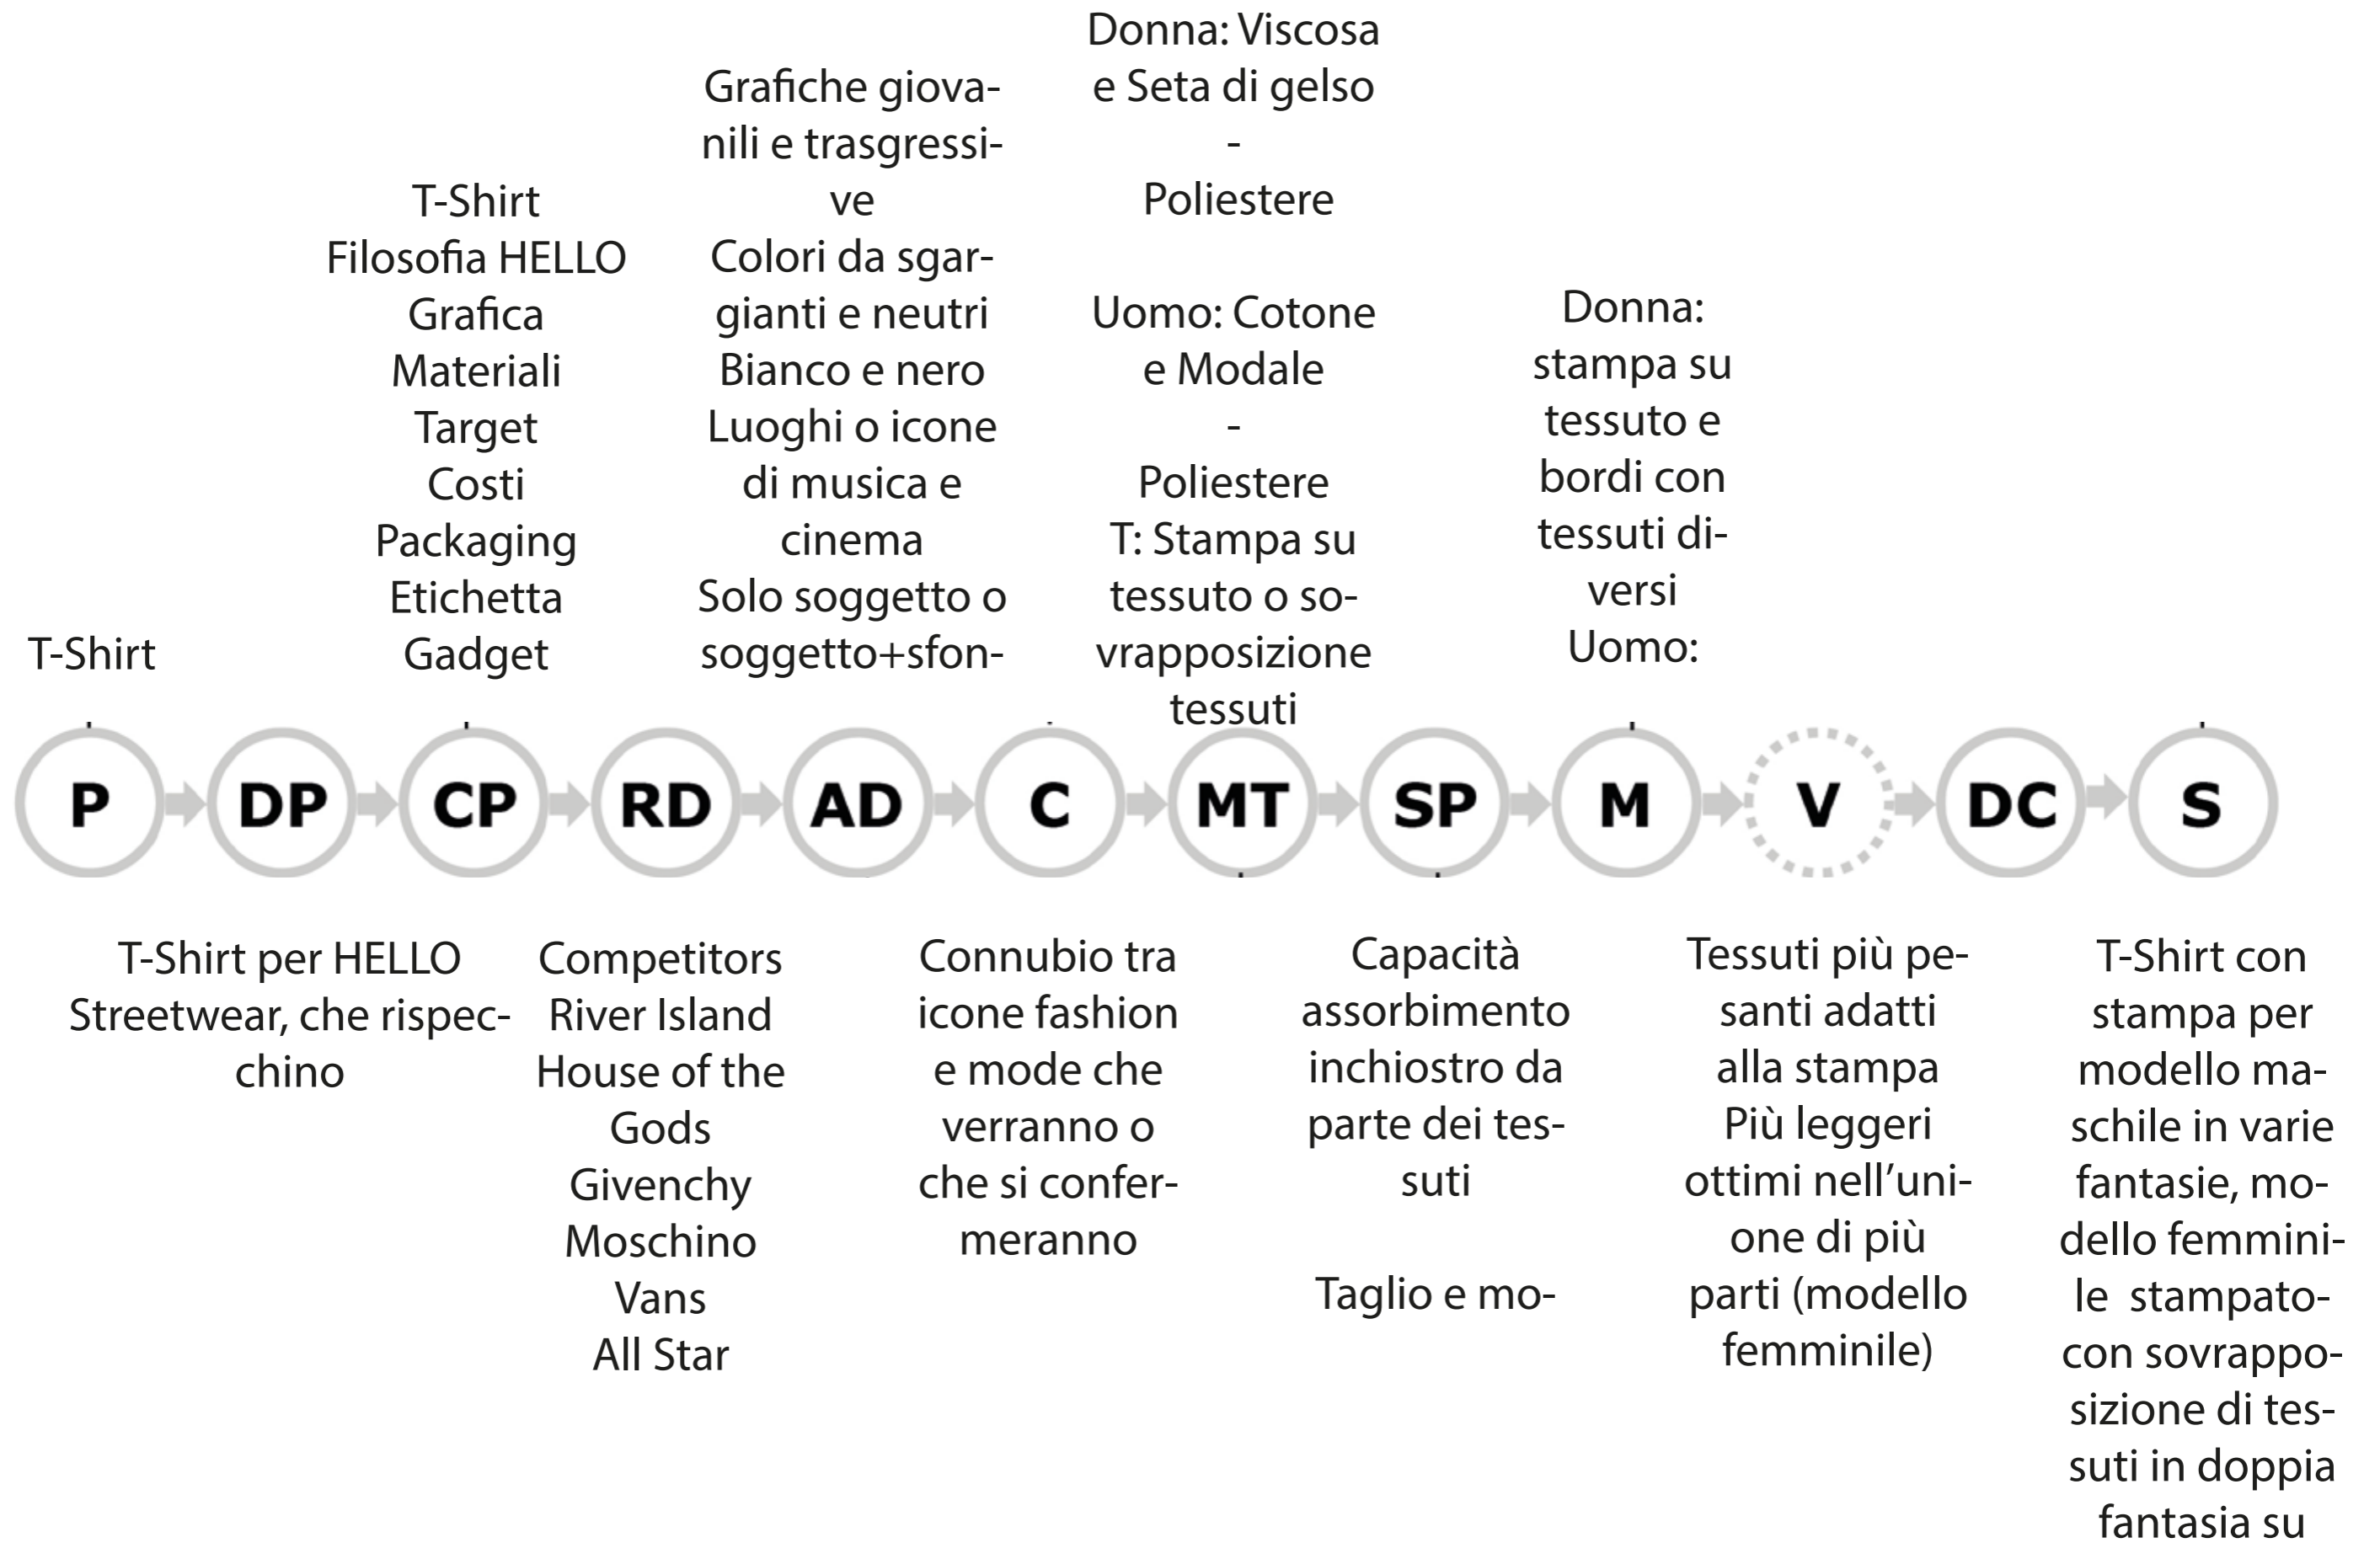 T-Shirt
T-Shirt
Filosofia HELLO
Grafica
Materiali
Target
Costi
Packaging
Etichetta
Gadget
Grafiche giova-
nili e trasgressi-
ve
Colori da sgar-
gianti e neutri
Bianco e nero
Luoghi o icone
di musica e
cinema
Solo soggetto o
soggetto+sfon-
Donna: Viscosa
e Seta di gelso
-
Poliestere
Uomo: Cotone
e Modale
-
Poliestere
T: Stampa su
tessuto o so-
vrapposizione
tessuti
Donna:
stampa su
tessuto e
bordi con
tessuti di-
versi
Uomo:
P DP CP RD AD C MT SP M V DC S
T-Shirt per HELLO
Streetwear, che rispec-
chino
Competitors
River Island
House of the
Gods
Givenchy
Moschino
Vans
All Star
Connubio tra
icone fashion
e mode che
verranno o
che si confer-
meranno
Capacità
assorbimento
inchiostro da
parte dei tes-
suti
Taglio e mo-
Tessuti più pe-
santi adatti
alla stampa
Più leggeri
ottimi nell'uni-
one di più
parti (modello
femminile)
T-Shirt con
stampa per
modello ma-
schile in varie
fantasie, mo-
dello femmini-
le  stampato-
con sovrappo-
sizione di tes-
suti in doppia
fantasia su